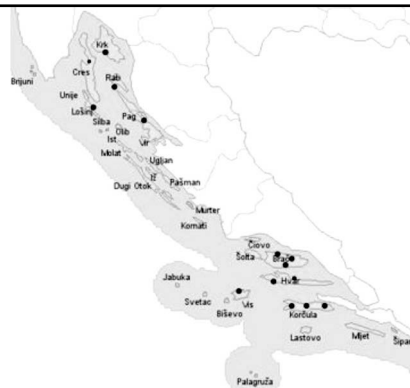 Krk
Cres
Brijuni
Rab
Unije
Lošinj
Silba
Pag
Olib
Ist
Vir
Molat
Ugljan
Iž
Dugi Otok
Pašman
Murter
Kornati
Čiovo
Šolta
Brač
Jabuka
Hvar
Svetac
Vis
Biševo
Korčula
Lastovo
Mljet
Šipan
Palagruža